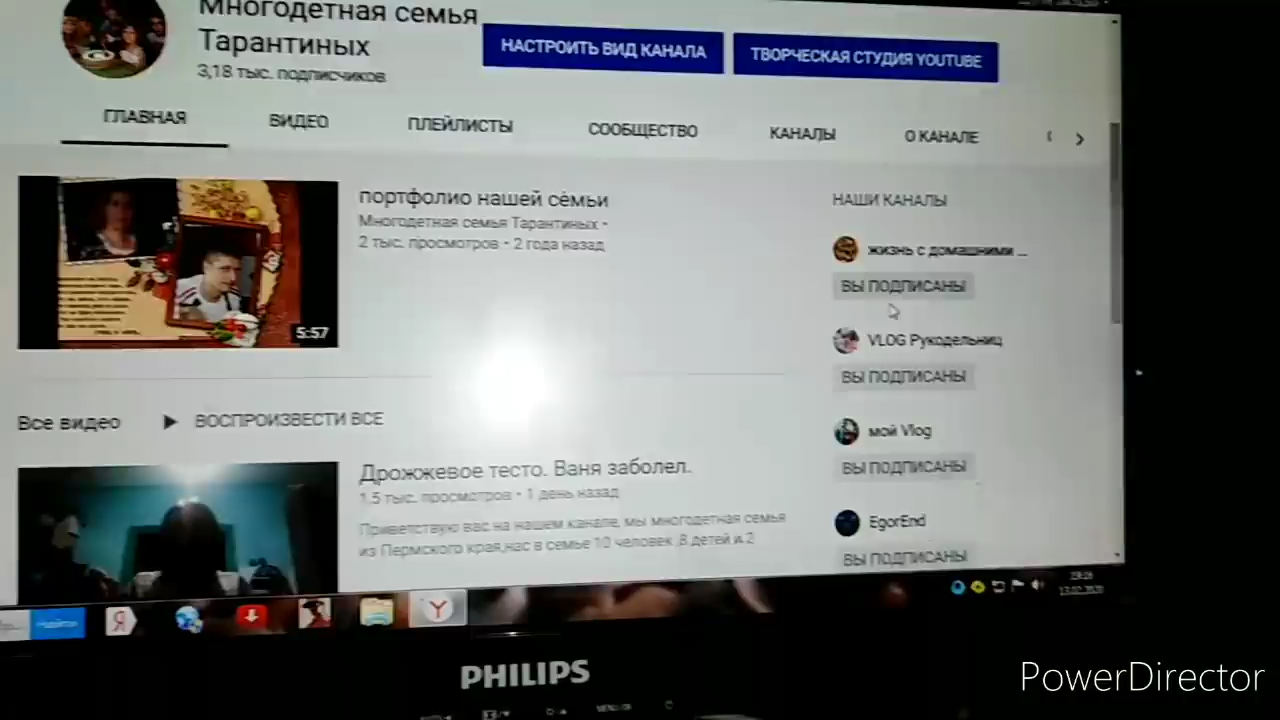 Многодетная семья
Тарантиных
3,18 тыс. подписчиков
НАСТРОИТЬ ВИД КАНАЛА
ТВОРЧЕСКАЯ СТУДИЯ YOUTUBE
ГЛАВНАЯ ВИДЕО ПЛЕЙЛИСТЫ СООБЩЕСТВО КАНАЛЫ О КАНАЛЕ
портфолио нашей семьи
Многодетная семья Тарантиных •
2 тыс. просмотров • 2 года назад
5:57
НАШИ КАНАЛЫ
жизнь с домашними ...
ВЫ ПОДПИСАНЫ
VLOG Рукодельниц
ВЫ ПОДПИСАНЫ
мой Vlog
ВЫ ПОДПИСАНЫ
EgorEnd
ВЫ ПОДПИСАНЫ
Все видео
ВОСПРОИЗВЕСТИ ВСЕ
Дрожжевое тесто. Ваня заболел.
1,5 тыс. просмотров • 1 день назад
Приветствую вас на нашем канале, мы многодетная семья
из Пермского края,нас в семье 10 человек ,8 детей и 2
Найти
Я
Y
PHILIPS
PowerDirector